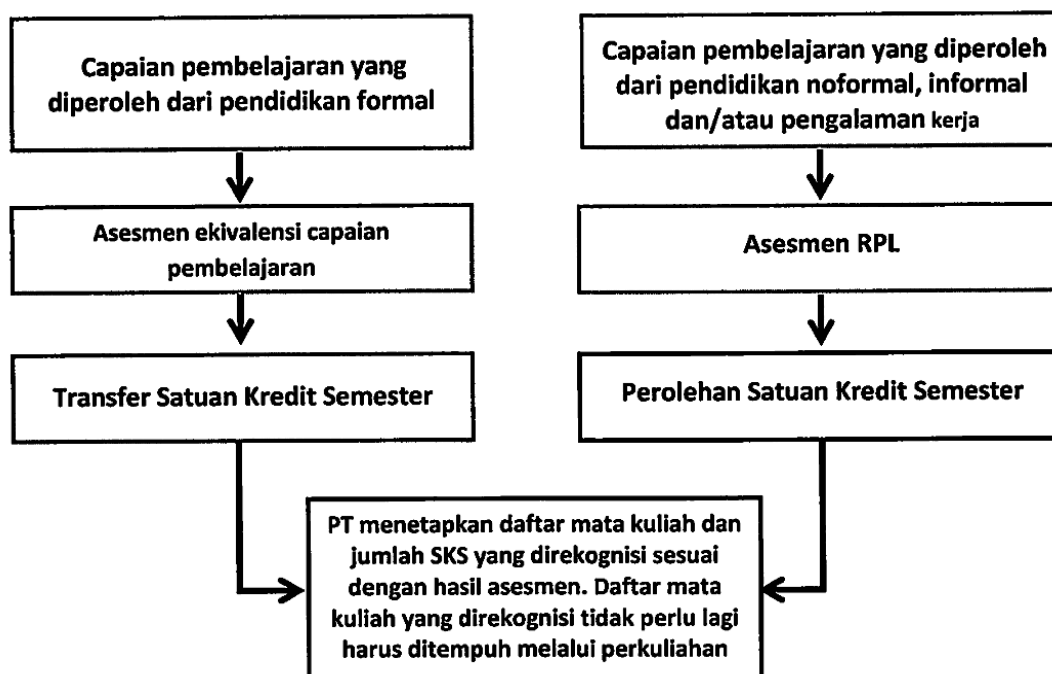 Capaian pembelajaran yang
diperoleh dari pendidikan formal
Asesmen ekivalensi capaian
pembelajaran
Transfer Satuan Kredit Semester
Capaian pembelajaran yang diperoleh
dari pendidikan noformal, informal
dan/atau pengalaman kerja
Asesmen RPL
Perolehan Satuan Kredit Semester
PT menetapkan daftar mata kuliah dan
jumlah SKS yang direkognisi sesuai
dengan hasil asesmen. Daftar mata
kuliah yang direkognisi tidak perlu lagi
harus ditempuh melalui perkuliahan